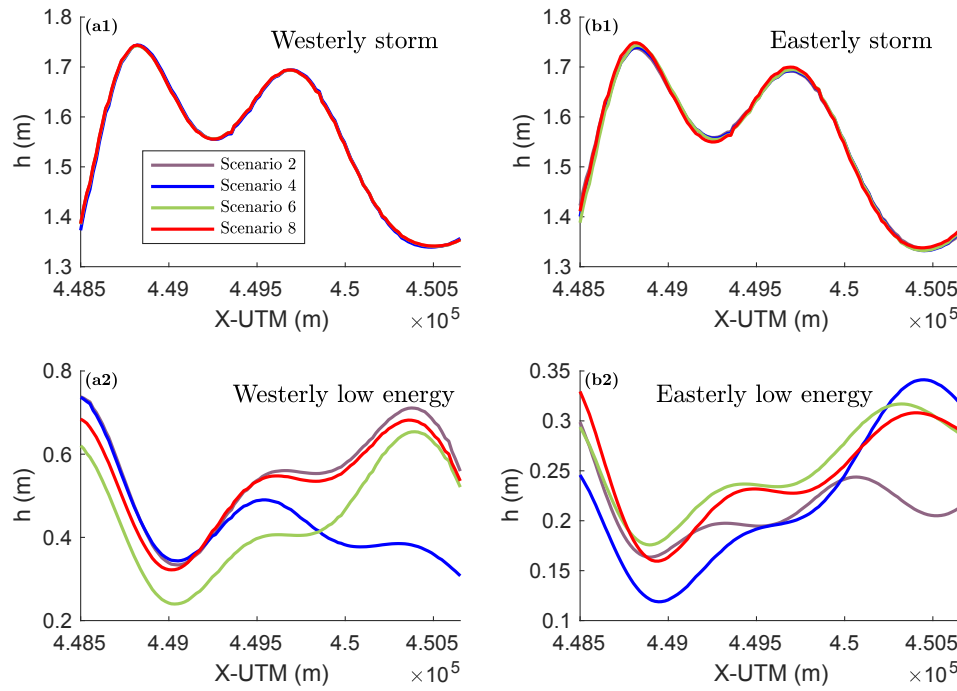 (a1)
Westerly storm
h (m)
1.8
1.7
1.6
1.5
1.4
1.3
Scenario 2
Scenario 4
Scenario 6
Scenario 8
4.485
4.49
4.495
4.5
4.505
X-UTM (m)
×10^5
(b1)
Easterly storm
h (m)
1.8
1.7
1.6
1.5
1.4
1.3
4.485
4.49
4.495
4.5
4.505
X-UTM (m)
×10^5
(a2)
Westerly low energy
h (m)
0.8
0.6
0.4
0.2
4.485
4.49
4.495
4.5
4.505
X-UTM (m)
×10^5
(b2)
Easterly low energy
h (m)
0.35
0.3
0.25
0.2
0.15
0.1
4.485
4.49
4.495
4.5
4.505
X-UTM (m)
×10^5